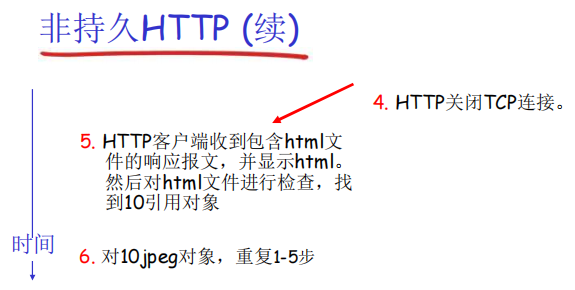 非持久HTTP (续)
4. HTTP关闭TCP连接。
5. HTTP客户端收到包含html文
件的响应报文，并显示html。
然后对html文件进行检查，找
到10引用对象
时间
6. 对10jpeg对象，重复1-5步